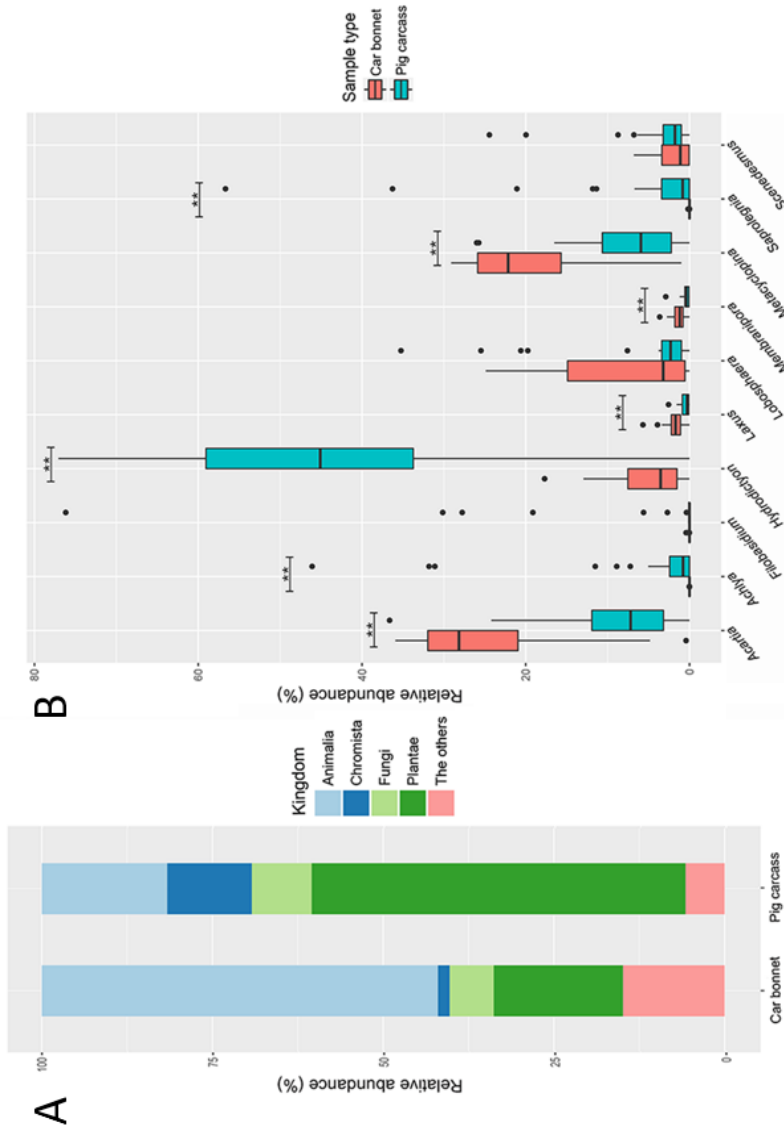 A
Relative abundance (%)
100
75
50
25
0
Car bonnet
Pig carcass
Kingdom
Animalia
Chromista
Fungi
Plantae
The others
B
Relative abundance (%)
80
60
40
20
0
**
**
**
**
**
**
**
Acartia
Achlya
Filobasidium
Hydrodictyon
Laxus
Lobosphaera
Membranipora
Metacyclopina
Saprolegnia
Scenedesmus
Sample type
Car bonnet
Pig carcass